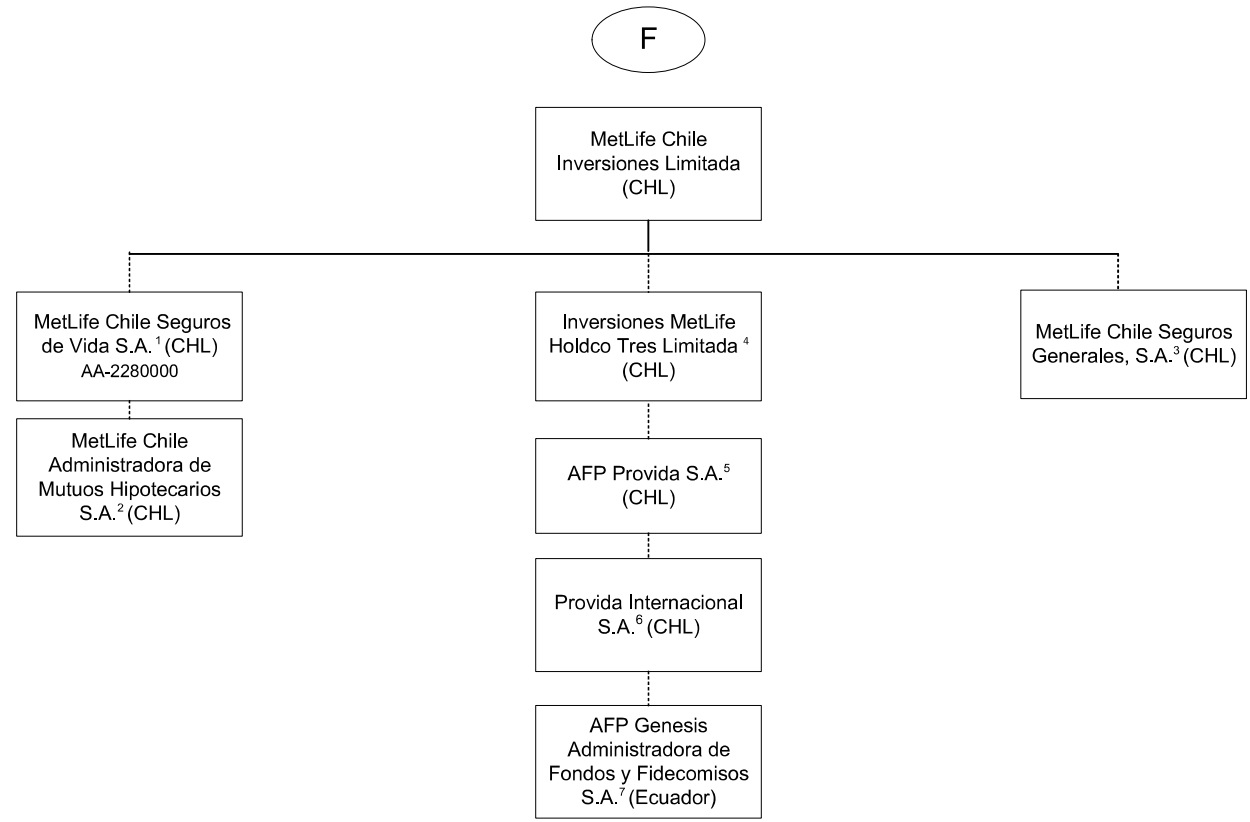 F
MetLife Chile
Inversiones Limitada
(CHL)
MetLife Chile Seguros
de Vida S.A.¹ (CHL)
AA-2280000
Inversiones MetLife
Holdco Tres Limitada ⁴
(CHL)
MetLife Chile Seguros
Generales, S.A.³ (CHL)
MetLife Chile
Administradora de
Mutuos Hipotecarios
S.A.² (CHL)
AFP Provida S.A.⁵
(CHL)
Provida Internacional
S.A.⁶ (CHL)
AFP Genesis
Administradora de
Fondos y Fidecomisos
S.A.⁷ (Ecuador)